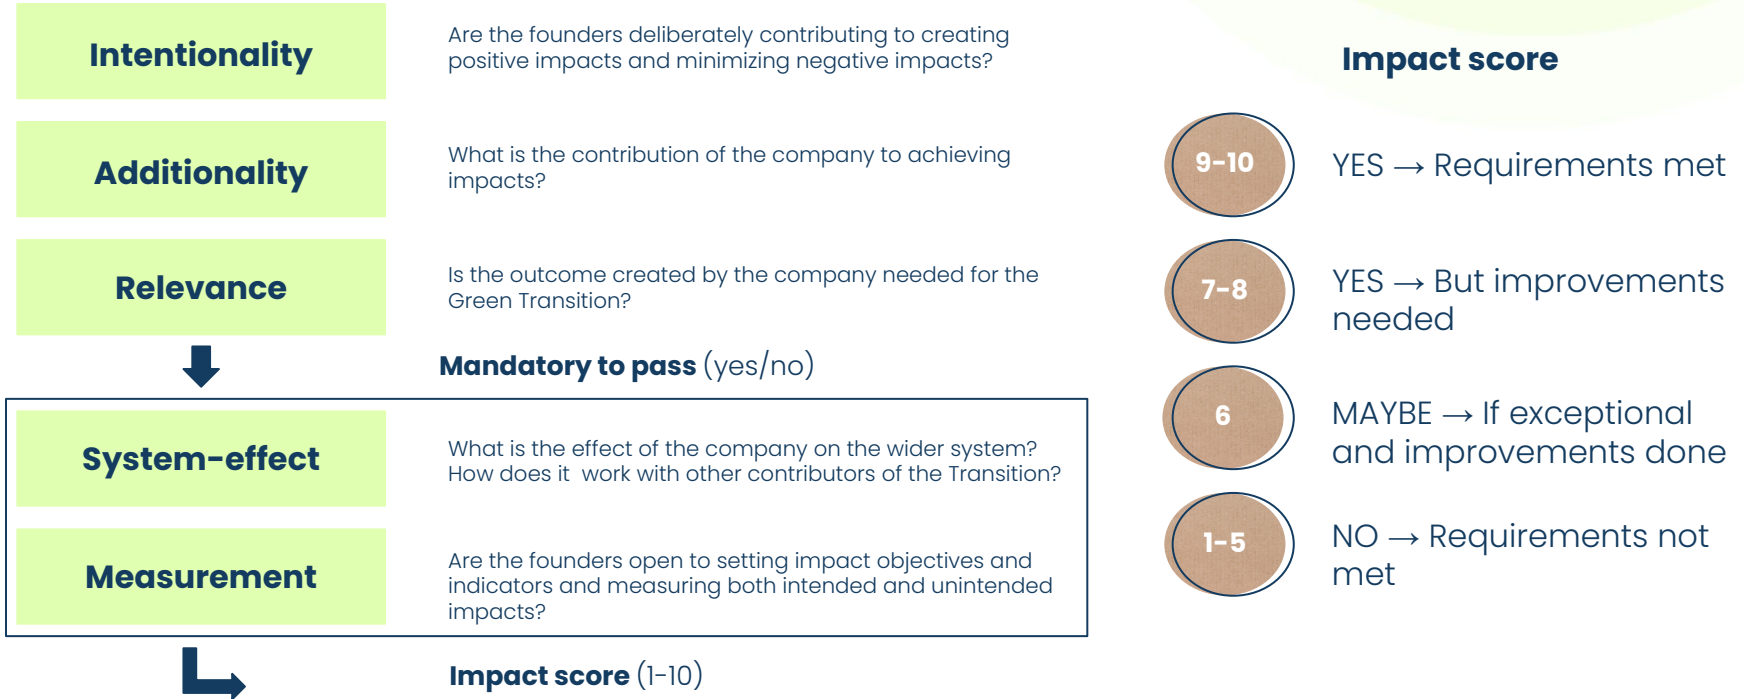 Intentionality
Are the founders deliberately contributing to creating
positive impacts and minimizing negative impacts?
Additionality
What is the contribution of the company to achieving
impacts?
Relevance
Is the outcome created by the company needed for the
Green Transition?
Mandatory to pass (yes/no)
System-effect
What is the effect of the company on the wider system?
How does it work with other contributors of the Transition?
Measurement
Are the founders open to setting impact objectives and
indicators and measuring both intended and unintended
impacts?
Impact score (1-10)
Impact score
9-10
YES → Requirements met
7-8
YES → But improvements
needed
6
MAYBE → If exceptional
and improvements done
1-5
NO → Requirements not
met